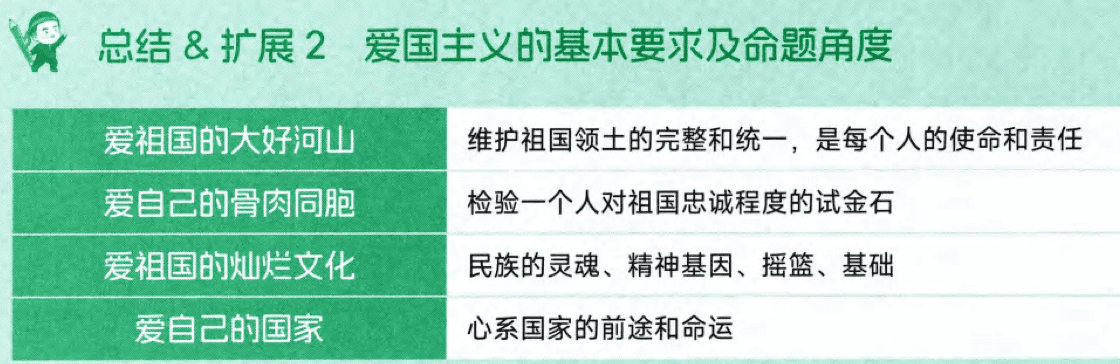 总结 & 扩展 2 爱国主义的基本要求及命题角度
爱祖国的大好河山 维护祖国领土的完整和统一，是每个人的使命和责任
爱自己的骨肉同胞 检验一个人对祖国忠诚程度的试金石
爱祖国的灿烂文化 民族的灵魂、精神基因、摇篮、基础
爱自己的国家 心系国家的前途和命运